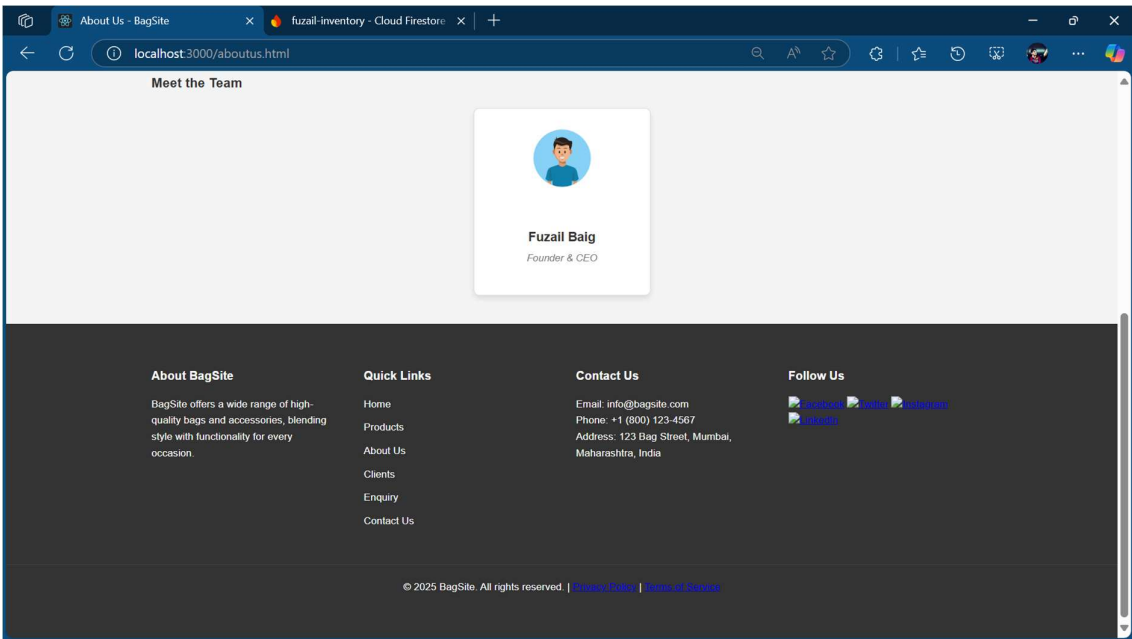 About Us - BagSite
fuzail-inventory - Cloud Firestore
localhost:3000/aboutus.html
Meet the Team
Fuzail Baig
Founder & CEO
About BagSite
BagSite offers a wide range of high-
quality bags and accessories, blending
style with functionality for every
occasion.
Quick Links
Home
Products
About Us
Clients
Enquiry
Contact Us
Contact Us
Email: info@bagsite.com
Phone: +1 (800) 123-4567
Address: 123 Bag Street, Mumbai,
Maharashtra, India
Follow Us
Facebook Twitter Instagram
LinkedIn
© 2025 BagSite. All rights reserved. | Privacy Policy | Terms of Service